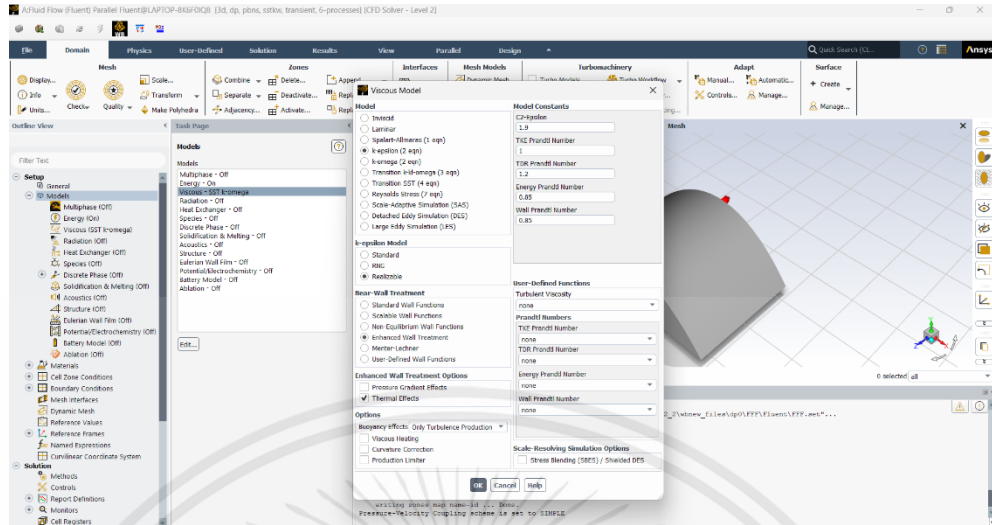 A:Fluid Flow (Fluent) Parallel Fluent@LAPTOP-8K6F0IQ8 [3d, dp, pbns, sstkw, transient, 6-processes] [CFD Solver - Level 2]
File Domain Physics User-Defined Solution Results View Parallel Design
Quick Search (Ct...
Ansys
Mesh Zones Interfaces Mesh Models Turbomachinery Adapt Surface
Display... Scale... Combine Delete... Append Mesh... Dynamic Mesh Turbo Models Turbo Workflow Manual... Automatic... + Create
Info Check Quality Transform Separate Deactivate... Controls... Manage...
Units... Make Polyhedra Adjacency... Activate... Manage...
Outline View
Filter Text
Setup
General
Models
Multiphase (Off)
Energy (On)
Viscous (SST k-omega)
Radiation (Off)
Heat Exchanger (Off)
Species (Off)
Discrete Phase (Off)
Solidification & Melting (Off)
Acoustics (Off)
Structure (Off)
Eulerian Wall Film (Off)
Potential/Electrochemistry (Off)
Battery Model (Off)
Ablation (Off)
Materials
Cell Zone Conditions
Boundary Conditions
Mesh Interfaces
Dynamic Mesh
Reference Values
Reference Frames
Named Expressions
Curvilinear Coordinate System
Solution
Methods
Controls
Report Definitions
Monitors
Cell Registers
Task Page
Models
Models
Multiphase - Off
Energy - On
Viscous - SST k-omega
Radiation - Off
Heat Exchanger - Off
Species - Off
Discrete Phase - Off
Solidification & Melting - Off
Acoustics - Off
Structure - Off
Eulerian Wall Film - Off
Potential/Electrochemistry - Off
Battery Model - Off
Ablation - Off
Edit...
Viscous Model
Model
Inviscid
Laminar
Spalart-Allmaras (1 eqn)
k-epsilon (2 eqn)
k-omega (2 eqn)
Transition k-kl-omega (3 eqn)
Transition SST (4 eqn)
Reynolds Stress (7 eqn)
Scale-Adaptive Simulation (SAS)
Detached Eddy Simulation (DES)
Large Eddy Simulation (LES)
k-epsilon Model
Standard
RNG
Realizable
Near-Wall Treatment
Standard Wall Functions
Scalable Wall Functions
Non-Equilibrium Wall Functions
Enhanced Wall Treatment
Menter-Lechner
User-Defined Wall Functions
Enhanced Wall Treatment Options
Pressure Gradient Effects
Thermal Effects
Options
Buoyancy Effects Only Turbulence Production
Viscous Heating
Curvature Correction
Production Limiter
Model Constants
C2-Epsilon
1.9
TKE Prandtl Number
1
TDR Prandtl Number
1.2
Energy Prandtl Number
0.85
Wall Prandtl Number
0.85
User-Defined Functions
Turbulent Viscosity
none
Prandtl Numbers
TKE Prandtl Number
none
TDR Prandtl Number
none
Energy Prandtl Number
none
Wall Prandtl Number
none
Scale-Resolving Simulation Options
Stress Blending (SBES) / Shielded DES
OK Cancel Help
Mesh
0 selected all
2_2\wbnew_files\dp0\FFF\Fluent\FFF.set"...
writing zones map name-id ... Done.
Pressure-Velocity Coupling scheme is set to SIMPLE